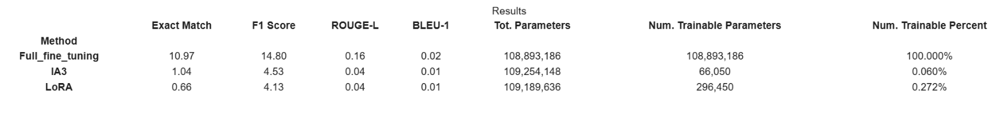 Results
Exact Match F1 Score ROUGE-L BLEU-1 Tot. Parameters Num. Trainable Parameters Num. Trainable Percent
Method
Full_fine_tuning 10.97 14.80 0.16 0.02 108,893,186 108,893,186 100.000%
IA3 1.04 4.53 0.04 0.01 109,254,148 66,050 0.060%
LoRA 0.66 4.13 0.04 0.01 109,189,636 296,450 0.272%